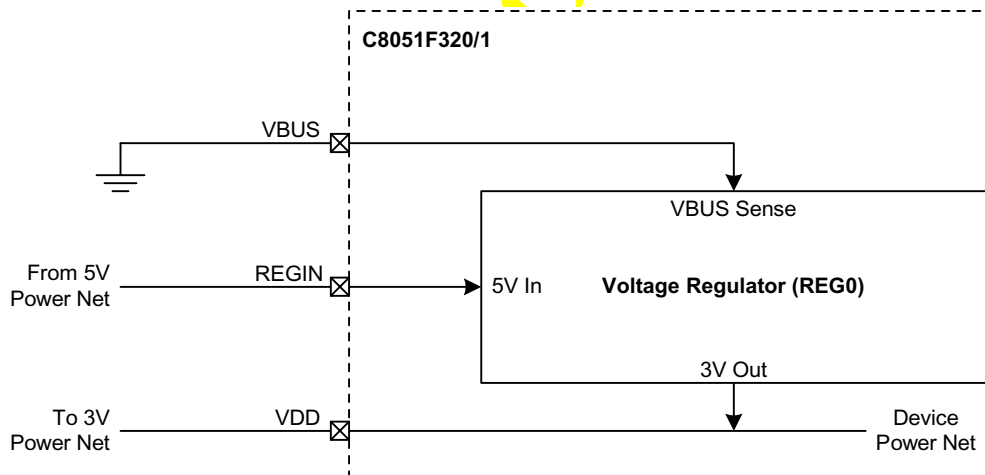 C8051F320/1
VBUS
VBUS Sense
From 5V
Power Net
REGIN
5V In
Voltage Regulator (REG0)
3V Out
To 3V
Power Net
VDD
Device
Power Net